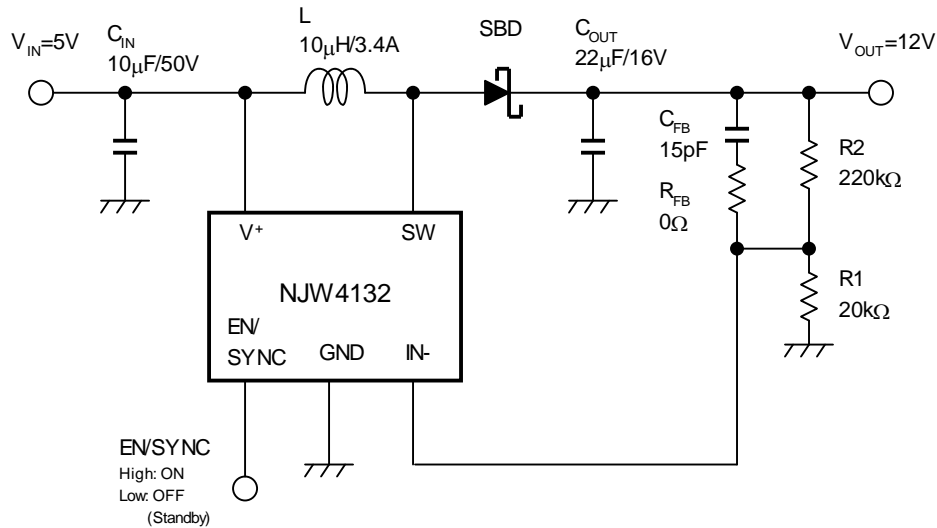 V_IN=5V
C_IN
10μF/50V
L
10μH/3.4A
SBD
C_OUT
22μF/16V
V_OUT=12V
C_FB
15pF
R_FB
0Ω
R2
220kΩ
R1
20kΩ
V+
SW
NJW4132
EN/
SYNC
GND
IN-
EN/SYNC
High: ON
Low: OFF
(Standby)